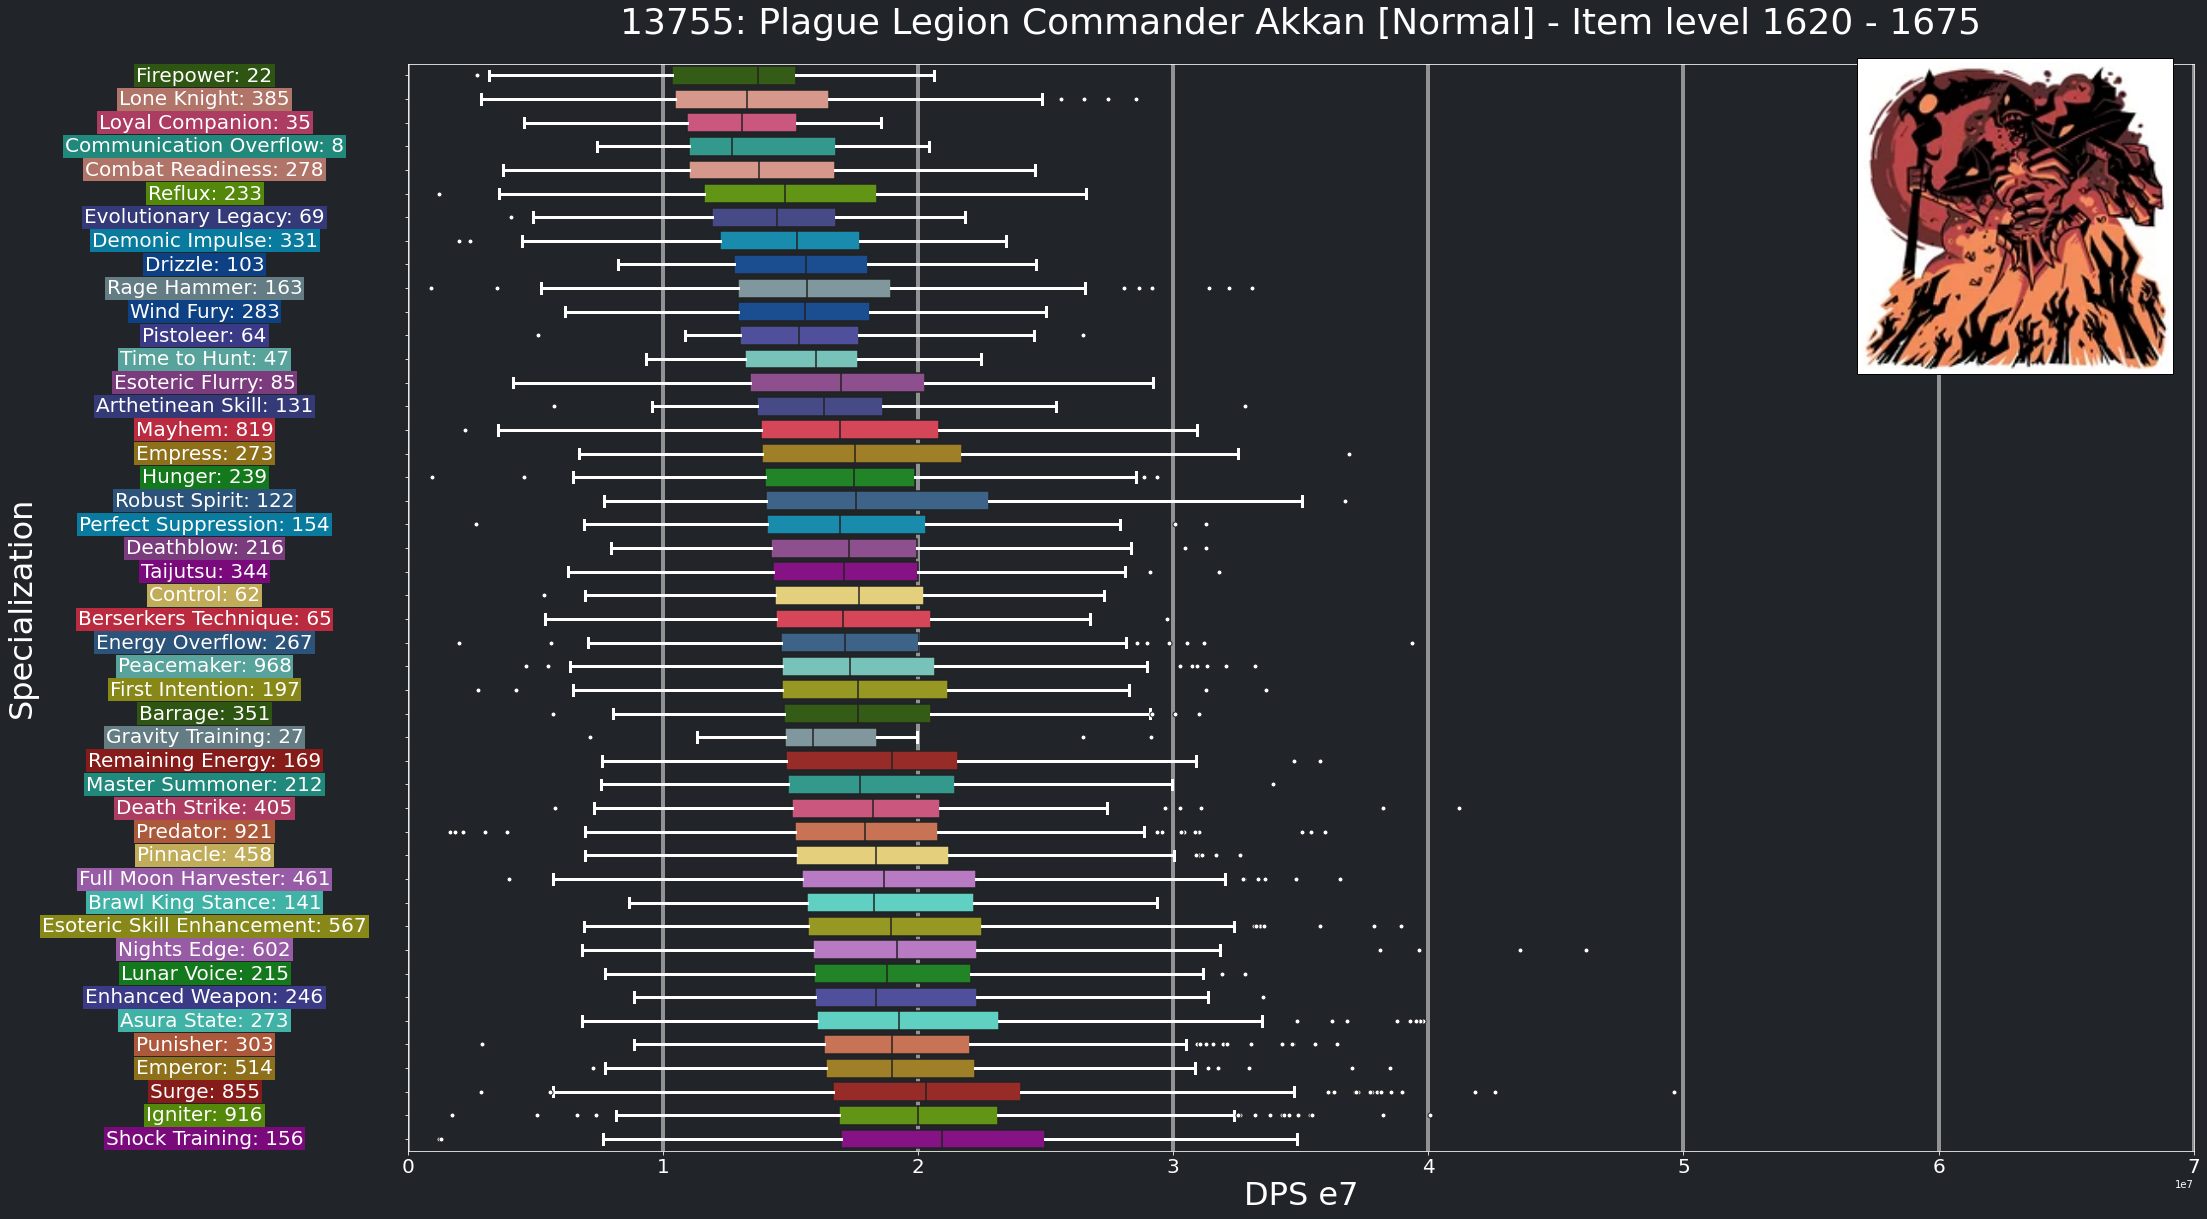 13755: Plague Legion Commander Akkan [Normal] - Item level 1620 - 1675
Firepower: 22
Lone Knight: 385
Loyal Companion: 35
Communication Overflow: 8
Combat Readiness: 278
Reflux: 233
Evolutionary Legacy: 69
Demonic Impulse: 331
Drizzle: 103
Rage Hammer: 163
Wind Fury: 283
Pistoleer: 64
Time to Hunt: 47
Esoteric Flurry: 85
Arthetinean Skill: 131
Mayhem: 819
Empress: 273
Hunger: 239
Robust Spirit: 122
Perfect Suppression: 154
Deathblow: 216
Taijutsu: 344
Control: 62
Berserkers Technique: 65
Energy Overflow: 267
Peacemaker: 968
First Intention: 197
Barrage: 351
Gravity Training: 27
Remaining Energy: 169
Master Summoner: 212
Death Strike: 405
Predator: 921
Pinnacle: 458
Full Moon Harvester: 461
Brawl King Stance: 141
Esoteric Skill Enhancement: 567
Nights Edge: 602
Lunar Voice: 215
Enhanced Weapon: 246
Asura State: 273
Punisher: 303
Emperor: 514
Surge: 855
Igniter: 916
Shock Training: 156
Specialization
0 1 2 3 4 5 6 7
1e7
DPS e7